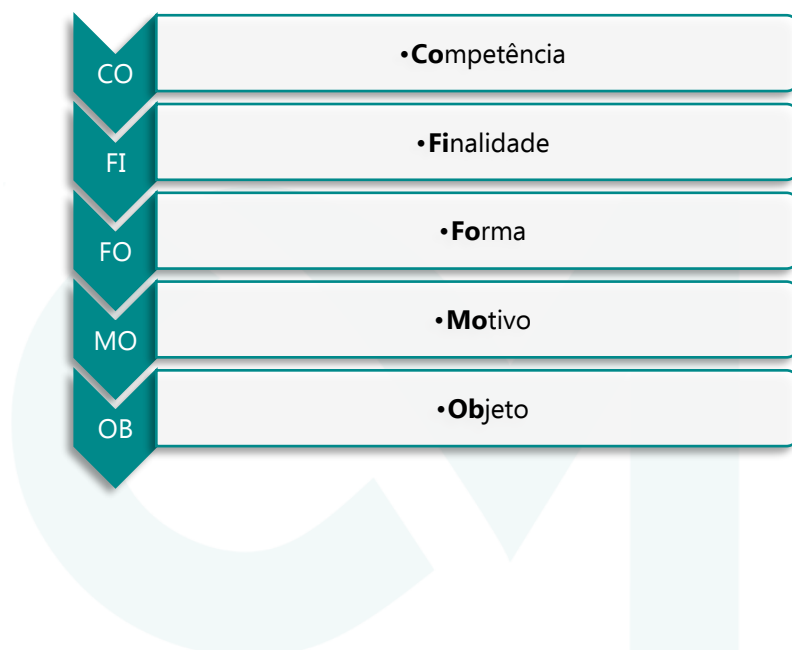 CO
•Competência
FI
•Finalidade
FO
•Forma
MO
•Motivo
OB
•Objeto